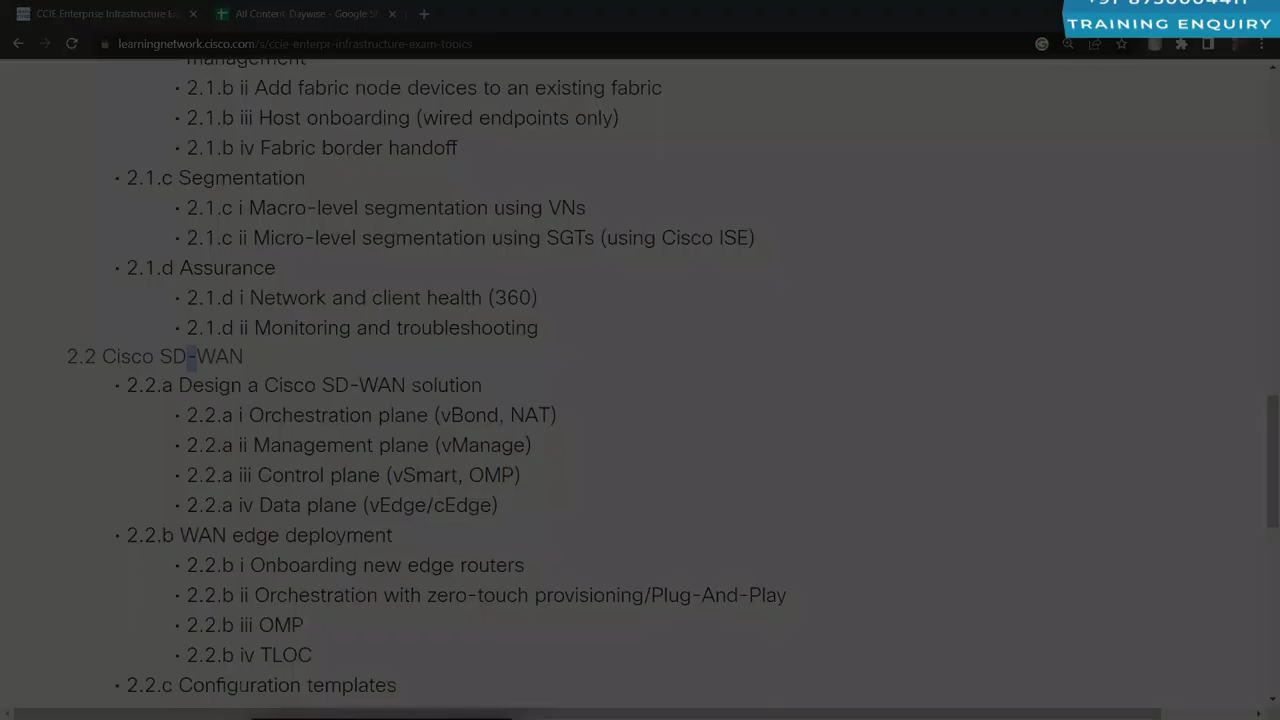 CCIE Enterprise Infrastructure
All Content Daywise - Google
TRAINING ENQUIRY
learningnetwork.cisco.com/s/ccie-enterpr-infrastructure-exam-topics
management
• 2.1.b ii Add fabric node devices to an existing fabric
• 2.1.b iii Host onboarding (wired endpoints only)
• 2.1.b iv Fabric border handoff
• 2.1.c Segmentation
• 2.1.c i Macro-level segmentation using VNs
• 2.1.c ii Micro-level segmentation using SGTs (using Cisco ISE)
• 2.1.d Assurance
• 2.1.d i Network and client health (360)
• 2.1.d ii Monitoring and troubleshooting
2.2 Cisco SD-WAN
• 2.2.a Design a Cisco SD-WAN solution
• 2.2.a i Orchestration plane (vBond, NAT)
• 2.2.a ii Management plane (vManage)
• 2.2.a iii Control plane (vSmart, OMP)
• 2.2.a iv Data plane (vEdge/cEdge)
• 2.2.b WAN edge deployment
• 2.2.b i Onboarding new edge routers
• 2.2.b ii Orchestration with zero-touch provisioning/Plug-And-Play
• 2.2.b iii OMP
• 2.2.b iv TLOC
• 2.2.c Configuration templates